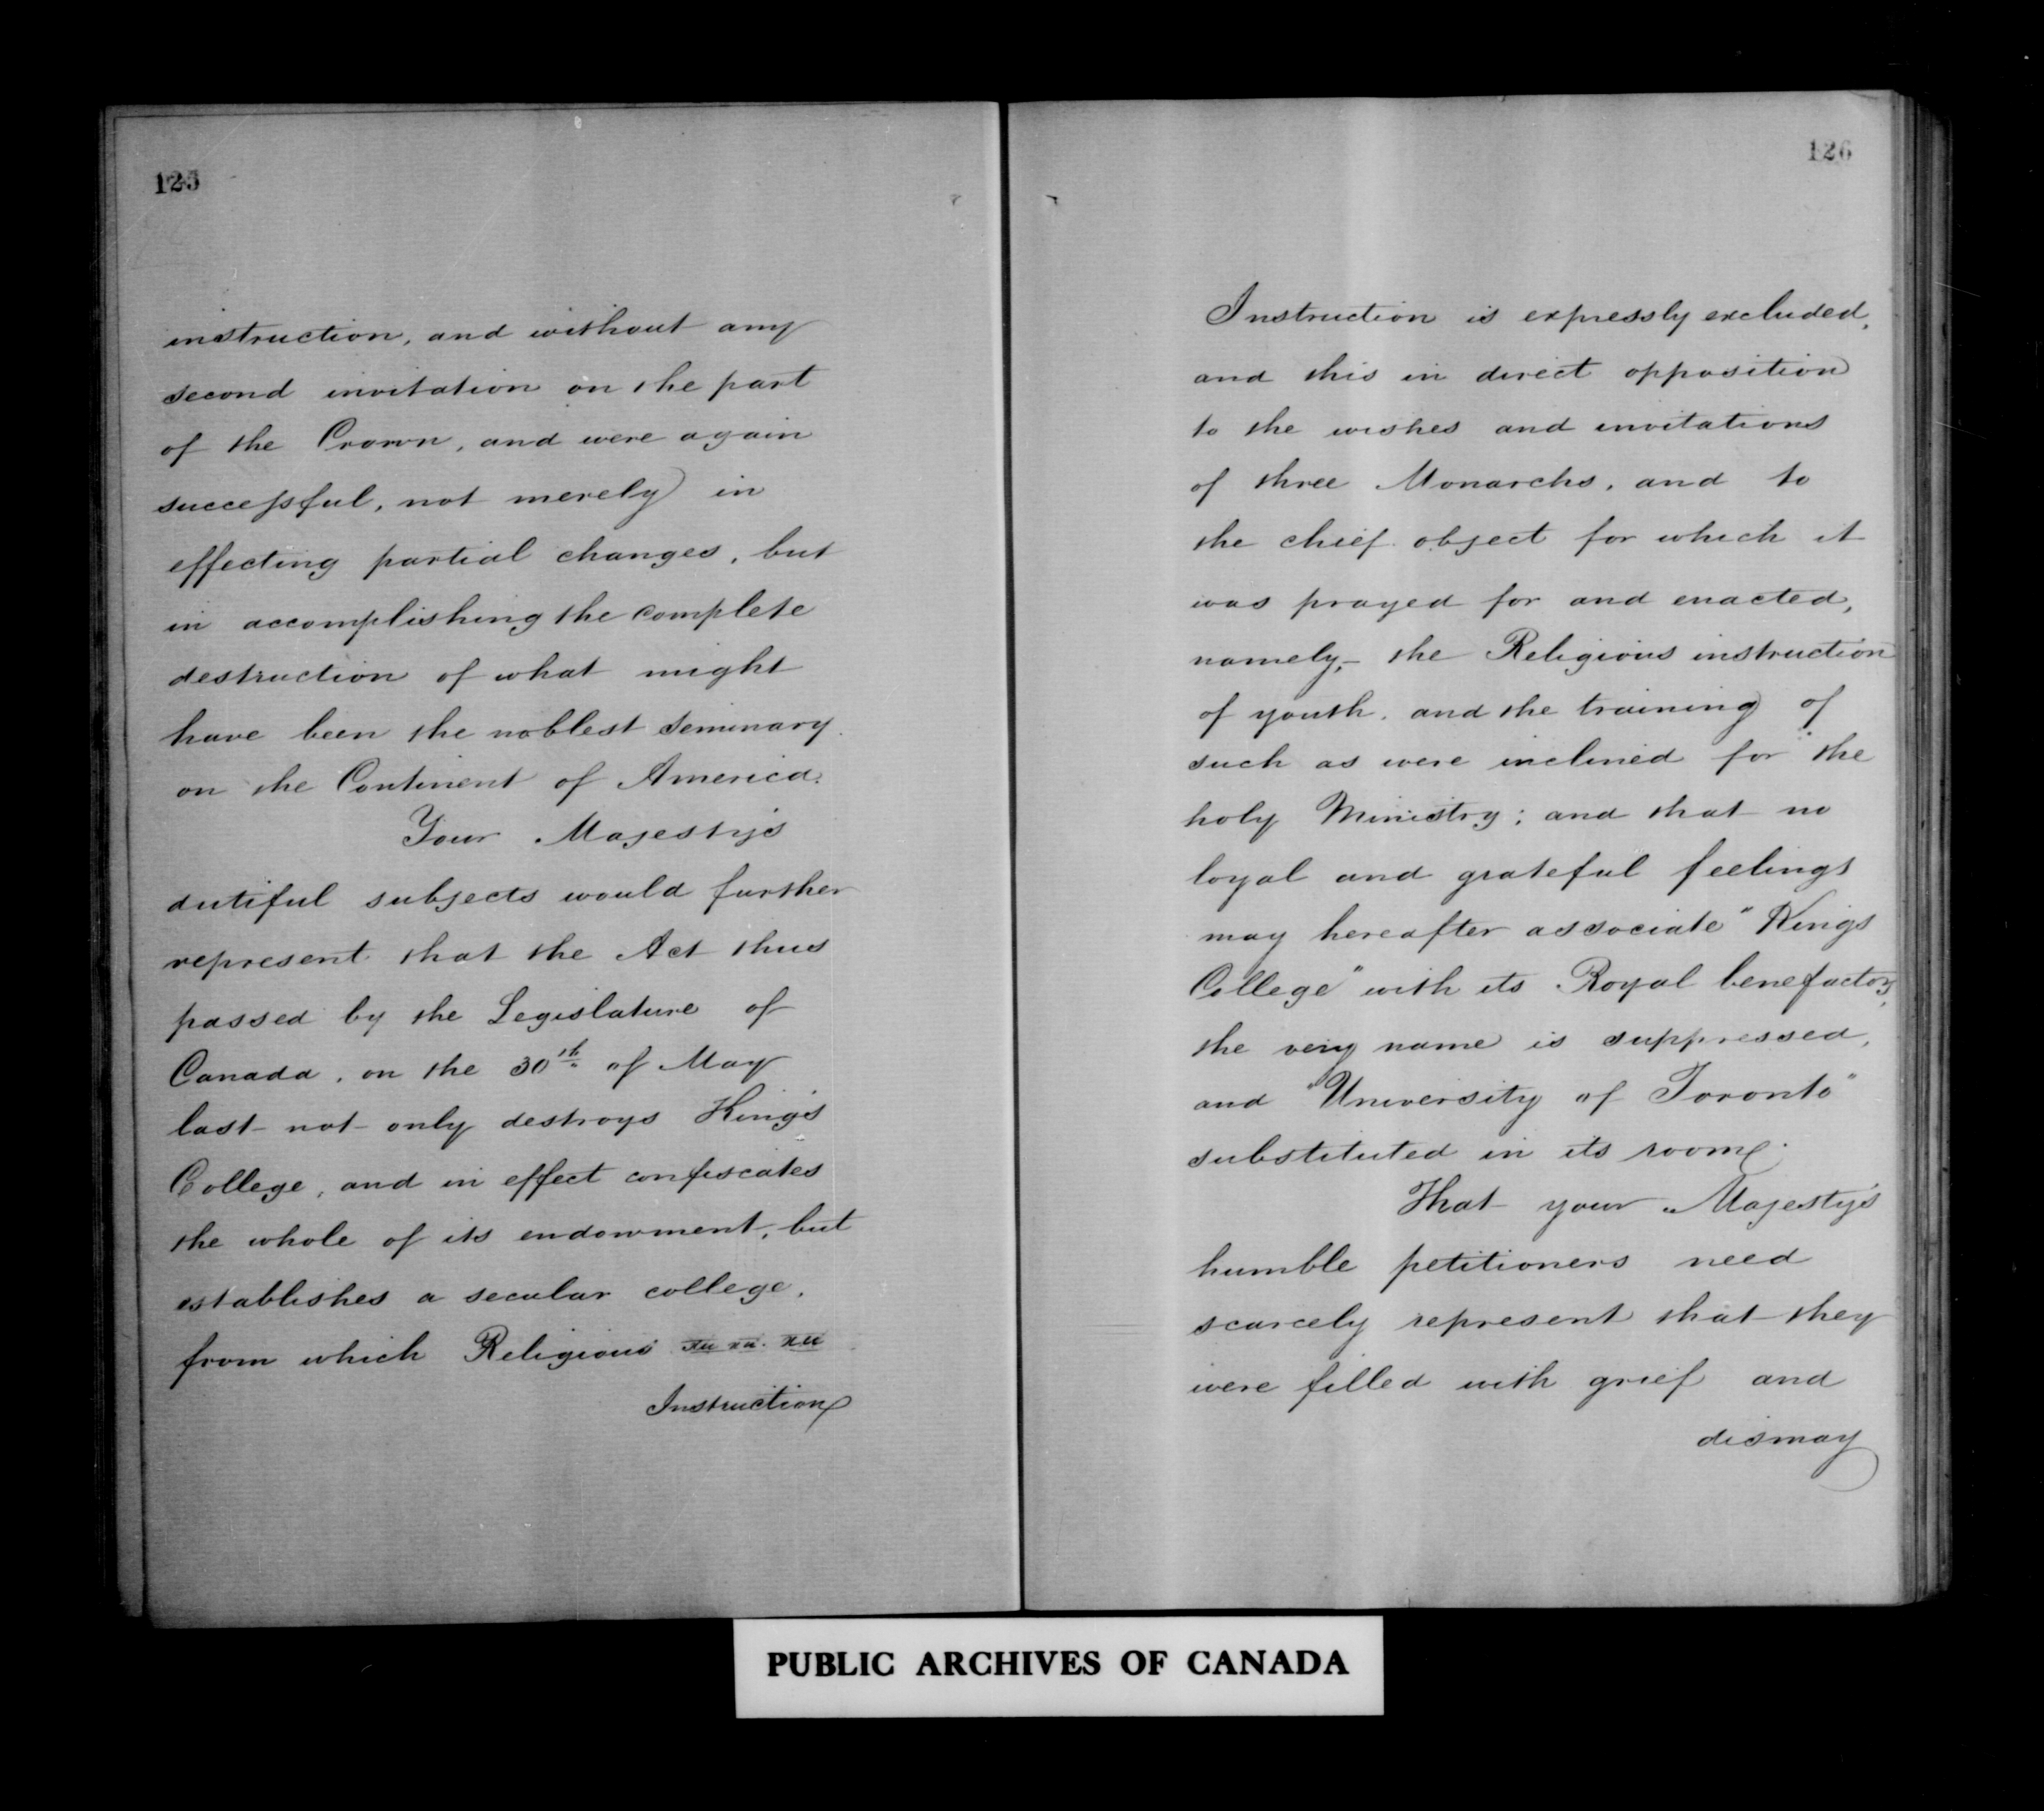 125
instruction, and without any
second invitation on the part
of the Crown, and were again
successful, not merely in
effecting partial changes, but
in accomplishing the complete
destruction of what might
have been the noblest Seminary
on the Continent of America.
Your Majesty's
dutiful subjects would further
represent that the Act thus
passed by the Legislature of
Canada, on the 30th of May
last not only destroys King's
College, and in effect confiscates
the whole of its endowment, but
establishes a secular college,
from which Religious
Instruction
126
Instruction is expressly excluded,
and this in direct opposition
to the wishes and invitations
of three Monarchs, and to
the chief object for which it
was prayed for and enacted,
namely,- the Religious instruction
of youth, and the training of
such as were inclined for the
holy Ministry; and that no
loyal and grateful feelings
may hereafter associate "Kings
College" with its Royal benefactors,
the very name is suppressed,
and "University of Toronto"
substituted in its room.
That your Majesty's
humble petitioners need
scarcely represent that they
were filled with grief and
dismay
PUBLIC ARCHIVES OF CANADA